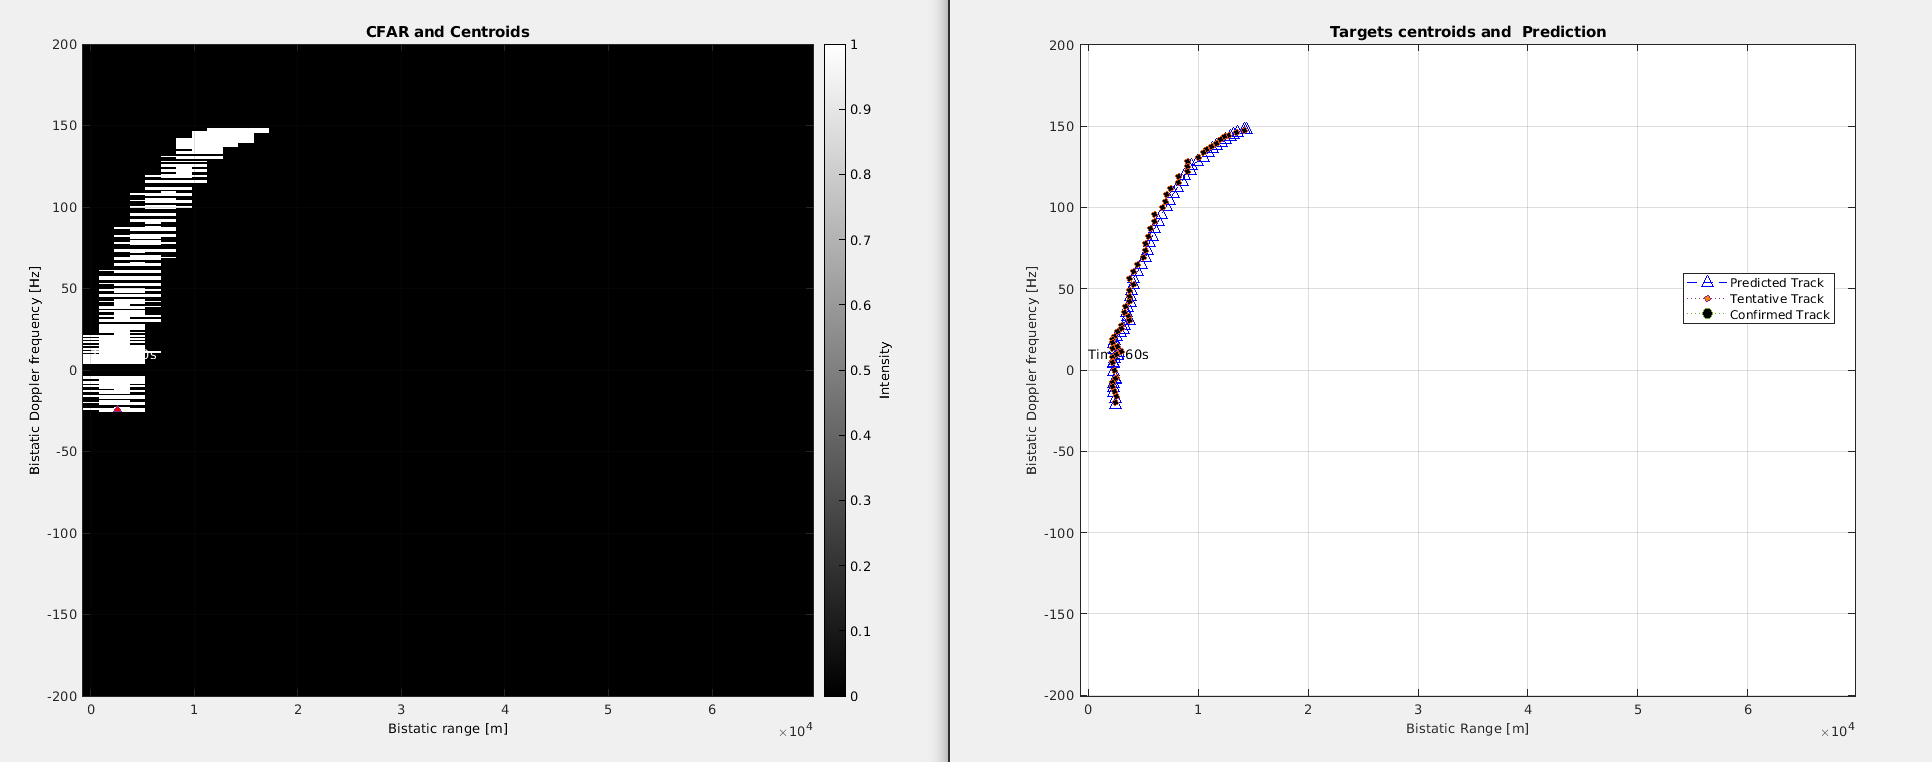 CFAR and Centroids
200
150
100
50
0
-50
-100
-150
-200
Bistatic Doppler frequency [Hz]
0 1 2 3 4 5 6
×10⁴
Bistatic range [m]
1
0.9
0.8
0.7
0.6
0.5
0.4
0.3
0.2
0.1
0
Intensity
Targets centroids and Prediction
200
150
100
50
0
-50
-100
-150
-200
Bistatic Doppler frequency [Hz]
60s
Predicted Track
Tentative Track
Confirmed Track
0 1 2 3 4 5 6
×10⁴
Bistatic Range [m]